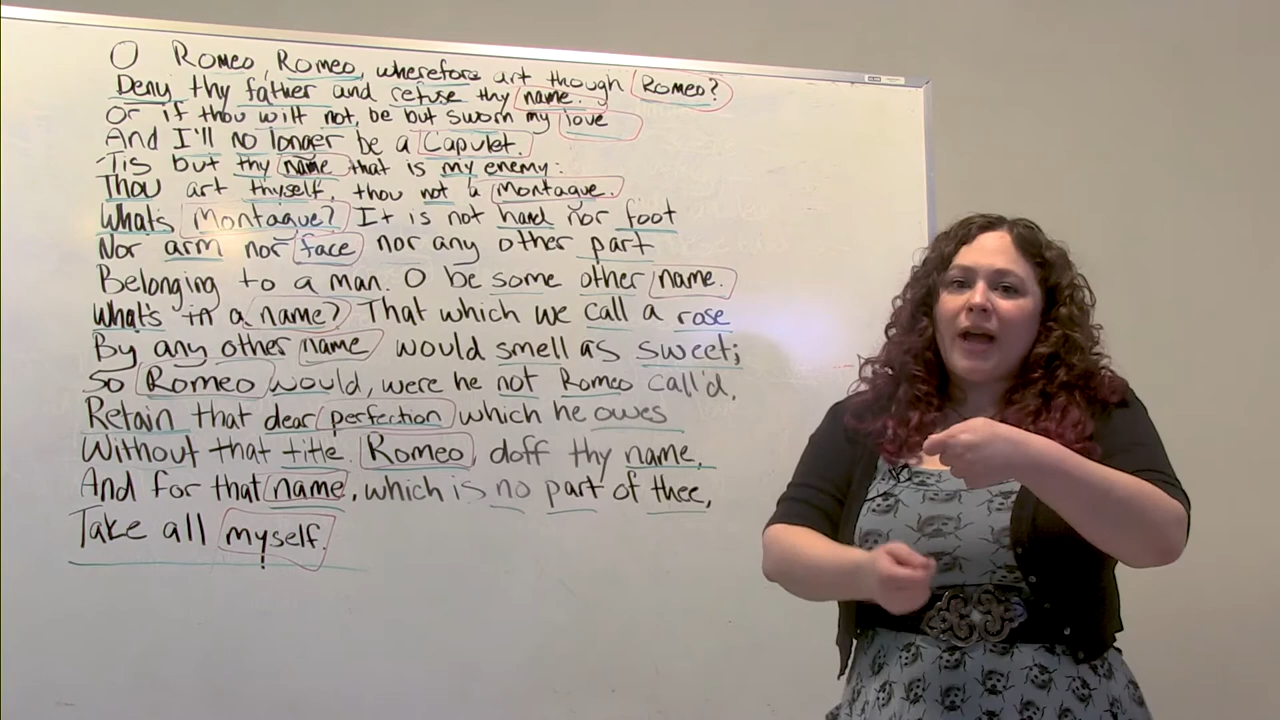 O Romeo, Romeo, wherefore art though Romeo?
Deny thy father and refuse thy name.
Or if thou wilt not, be but sworn my love
And I'll no longer be a Capulet.
'Tis but thy name that is my enemy:
Thou art thyself, thou not a Montague.
Whats Montague? It is not hand nor foot
Nor arm nor face nor any other part
Belonging to a man. O be some other name.
What's in a name? That which we call a rose
By any other name would smell as sweet;
So Romeo would, were he not Romeo call'd,
Retain that dear perfection which he owes
Without that title. Romeo, doff thy name,
And for that name, which is no part of thee,
Take all myself.